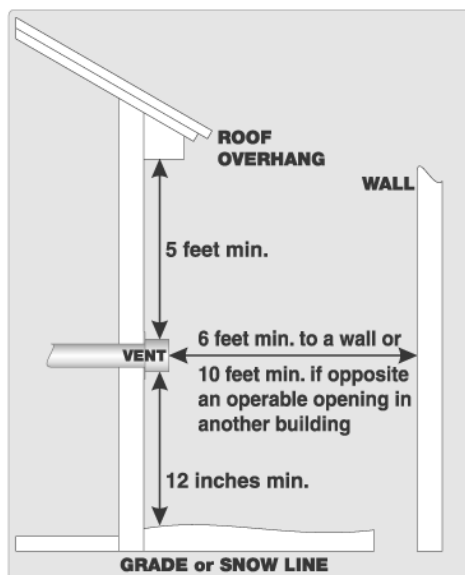 ROOF
OVERHANG
WALL
5 feet min.
VENT
6 feet min. to a wall or
10 feet min. if opposite
an operable opening in
another building
12 inches min.
GRADE or SNOW LINE